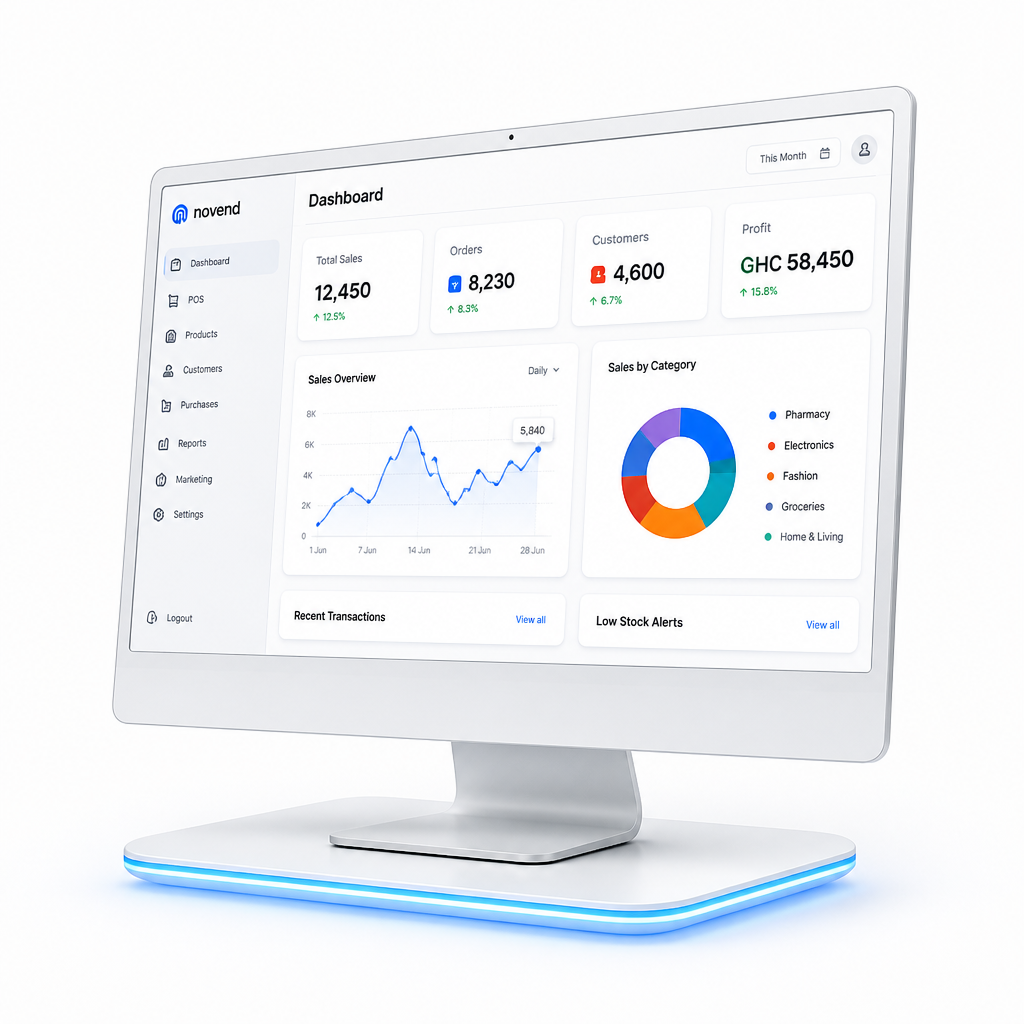 novend
Dashboard
POS
Products
Customers
Purchases
Reports
Marketing
Settings
Logout
Dashboard
This Month
Total Sales
12,450
↑ 12.5%
Orders
8,230
↑ 8.3%
Customers
4,600
↑ 6.7%
Profit
GHC 58,450
↑ 15.8%
Sales Overview
Daily
8K
6K
4K
2K
0
5,840
1 Jun
7 Jun
14 Jun
21 Jun
28 Jun
Sales by Category
Pharmacy
Electronics
Fashion
Groceries
Home & Living
Recent Transactions
View all
Low Stock Alerts
View all